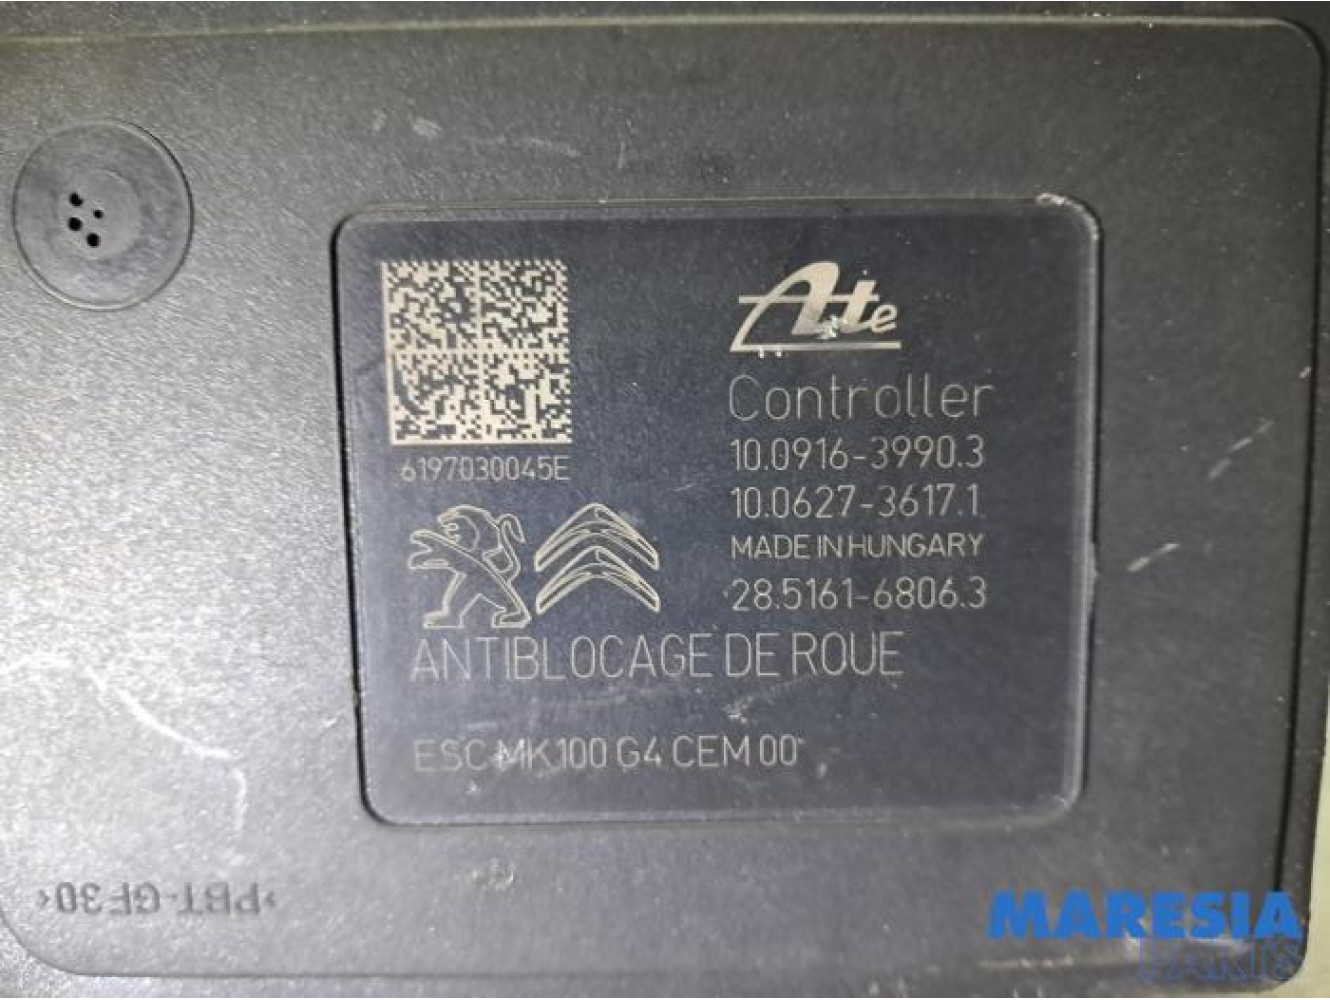 Ate
Controller
10.0916-3990.3
10.0627-3617.1
MADE IN HUNGARY
28.5161-6806.3
6197030045E
ANTIBLOCAGE DE ROUE
ESC MK100 G4 CEM 00
>PBT-GF30<
MARESIA
PARTS